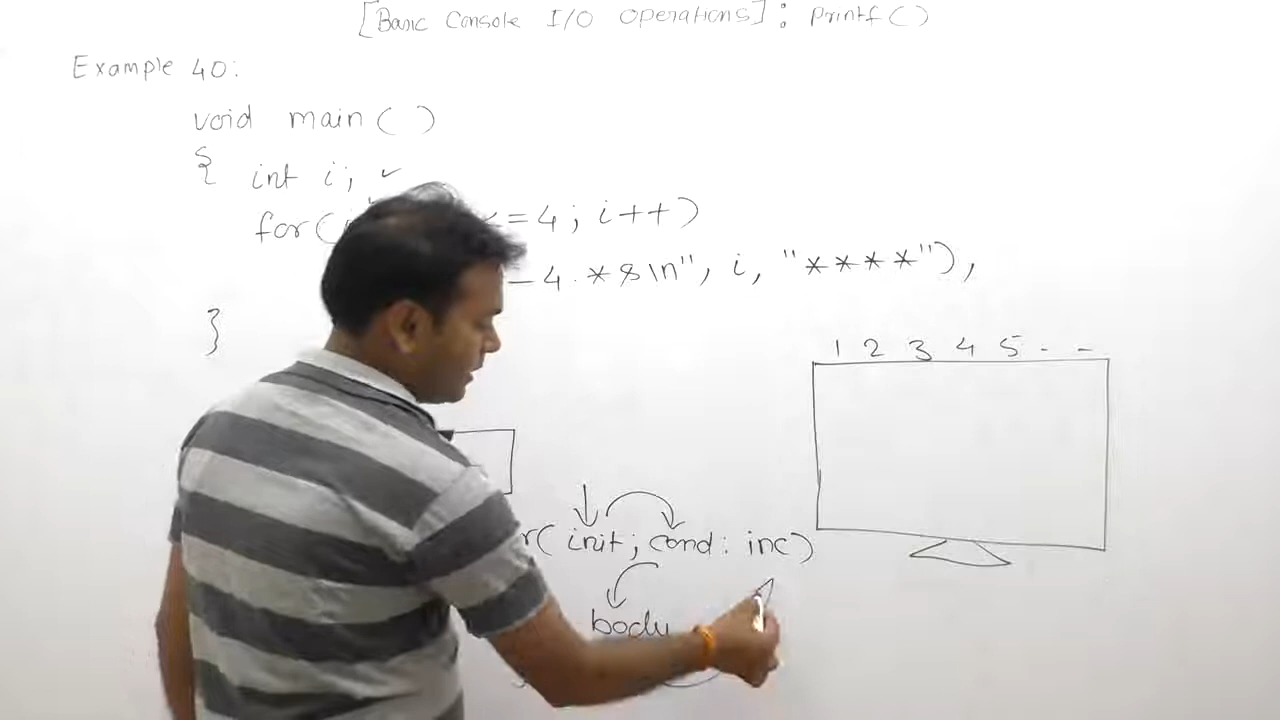 [Basic Console I/O Operations] : Printf ( )
Example 40:
void main ( )
{ int i;
for( <=4 ; i++)
-4.*s\n", i, "****"),
}
1 2 3 4 5 - -
r( init ; cond : inc)
body